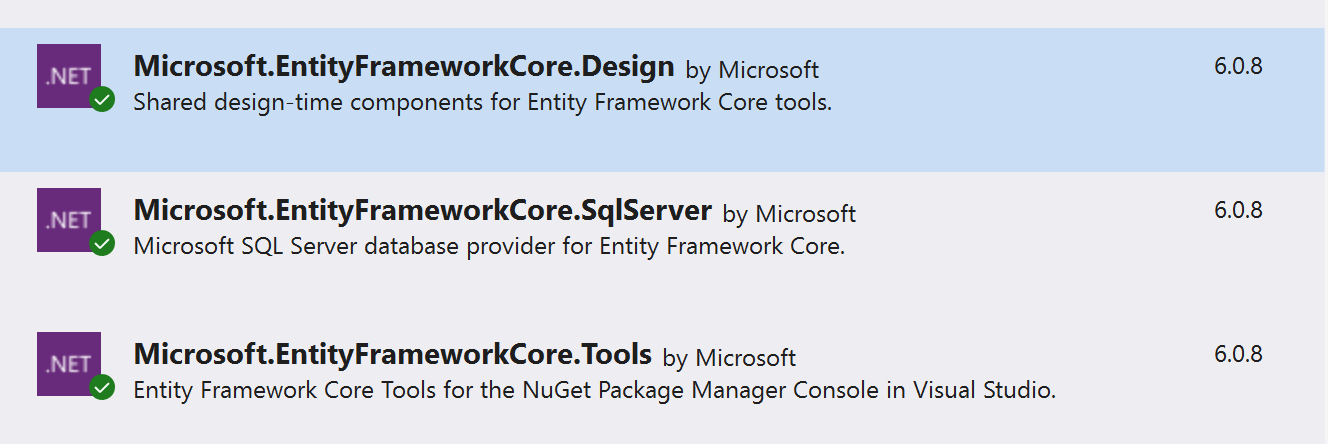 .NET
Microsoft.EntityFrameworkCore.Design by Microsoft 6.0.8
Shared design-time components for Entity Framework Core tools.
.NET
Microsoft.EntityFrameworkCore.SqlServer by Microsoft 6.0.8
Microsoft SQL Server database provider for Entity Framework Core.
.NET
Microsoft.EntityFrameworkCore.Tools by Microsoft 6.0.8
Entity Framework Core Tools for the NuGet Package Manager Console in Visual Studio.